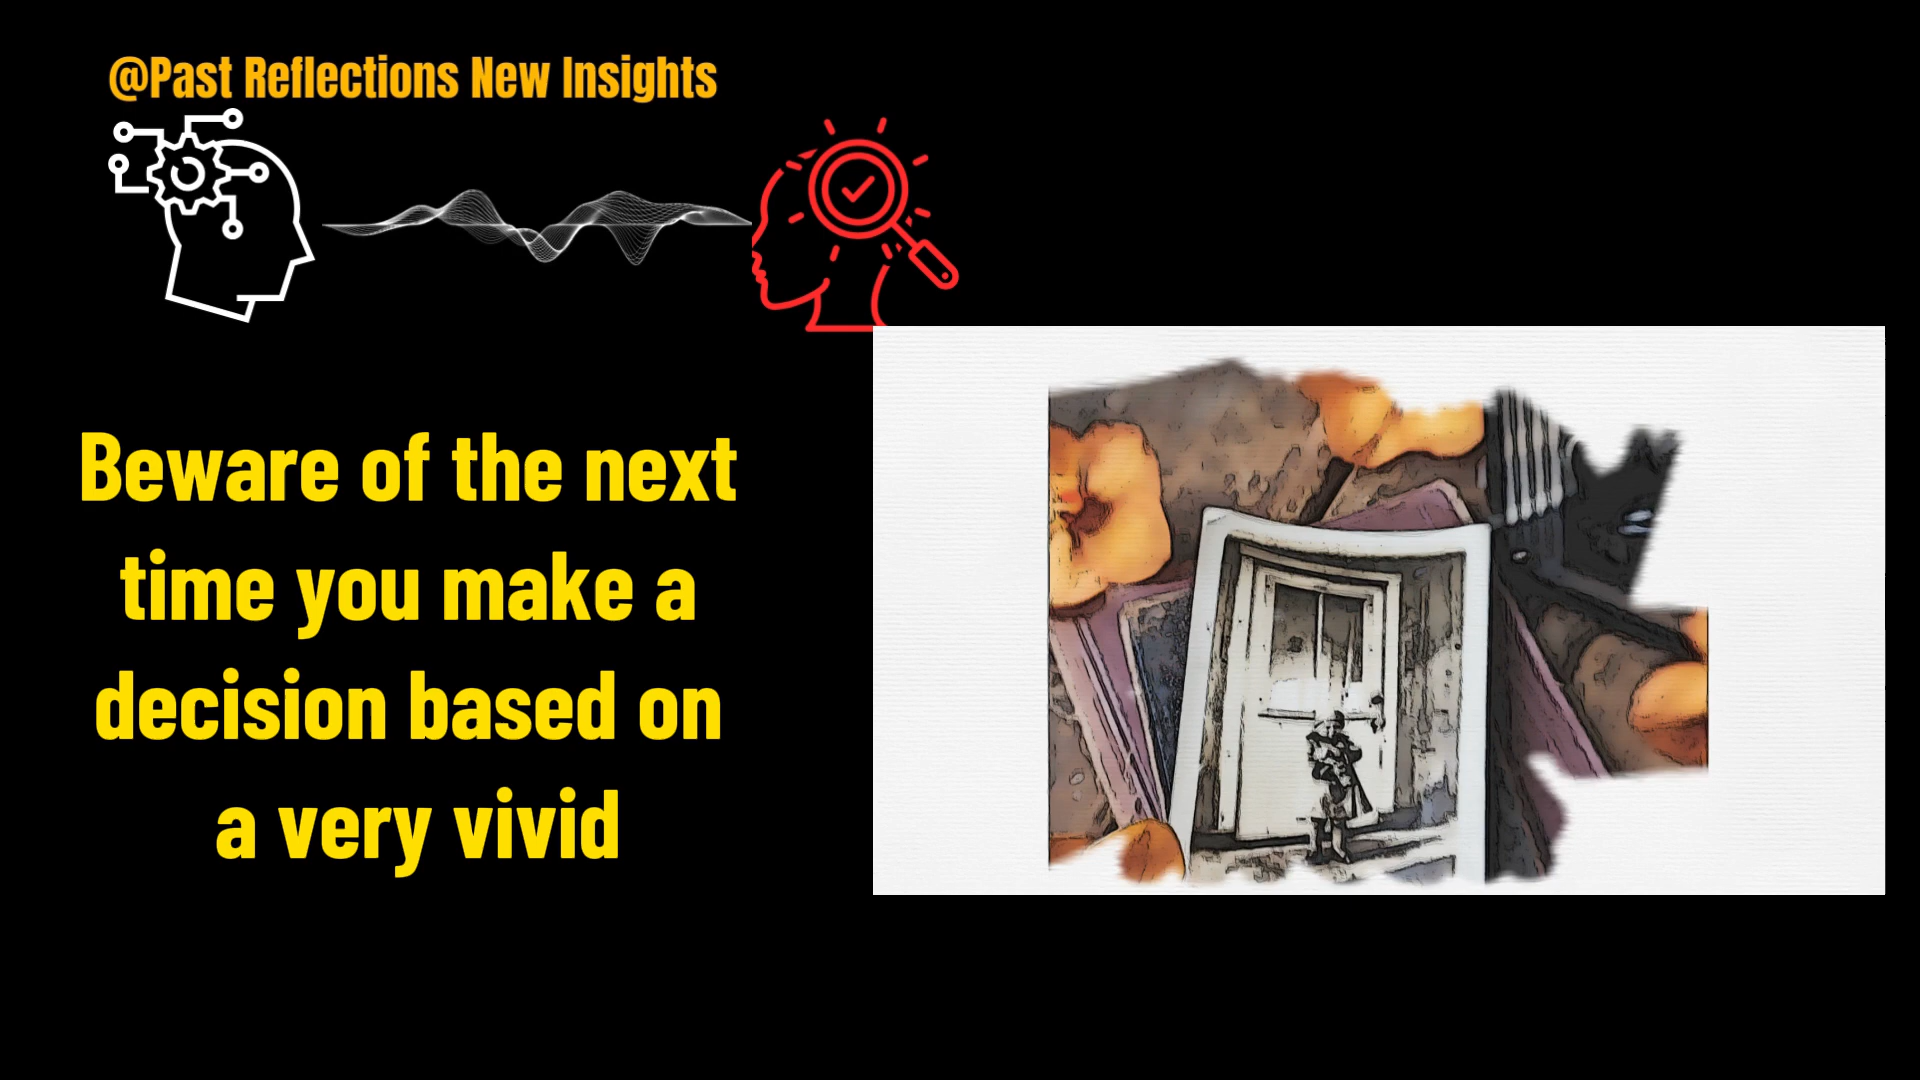 @Past Reflections New Insights
Beware of the next
time you make a
decision based on
a very vivid